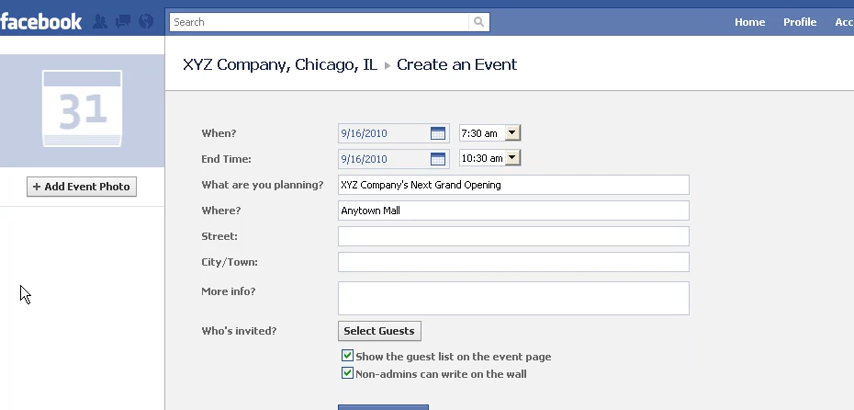 facebook
Search
Home Profile
XYZ Company, Chicago, IL ▸ Create an Event
31
When? 9/16/2010 7:30 am
End Time: 9/16/2010 10:30 am
+ Add Event Photo
What are you planning? XYZ Company's Next Grand Opening
Where? Anytown Mall
Street:
City/Town:
More info?
Who's invited? Select Guests
Show the guest list on the event page
Non-admins can write on the wall